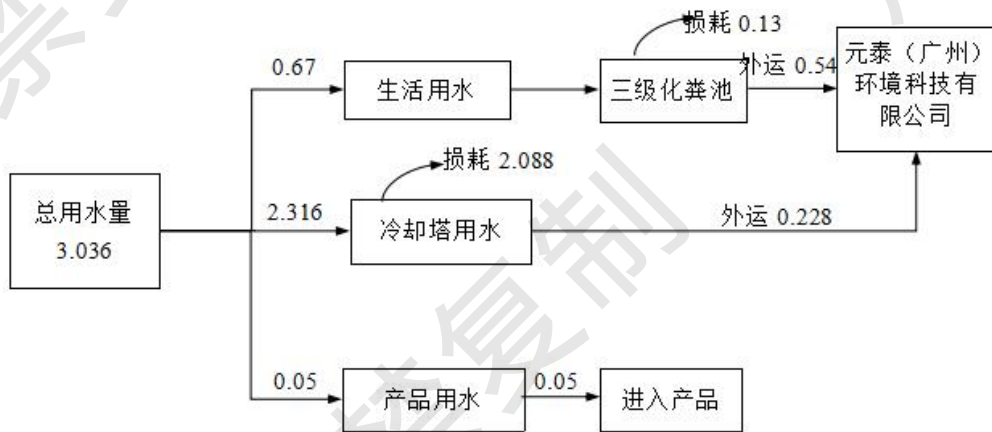 损耗 0.13
0.67
生活用水
三级化粪池
外运 0.54
元泰（广州）
环境科技有
限公司
损耗 2.088
总用水量
3.036
2.316
冷却塔用水
外运 0.228
0.05
产品用水
0.05
进入产品
禁复制